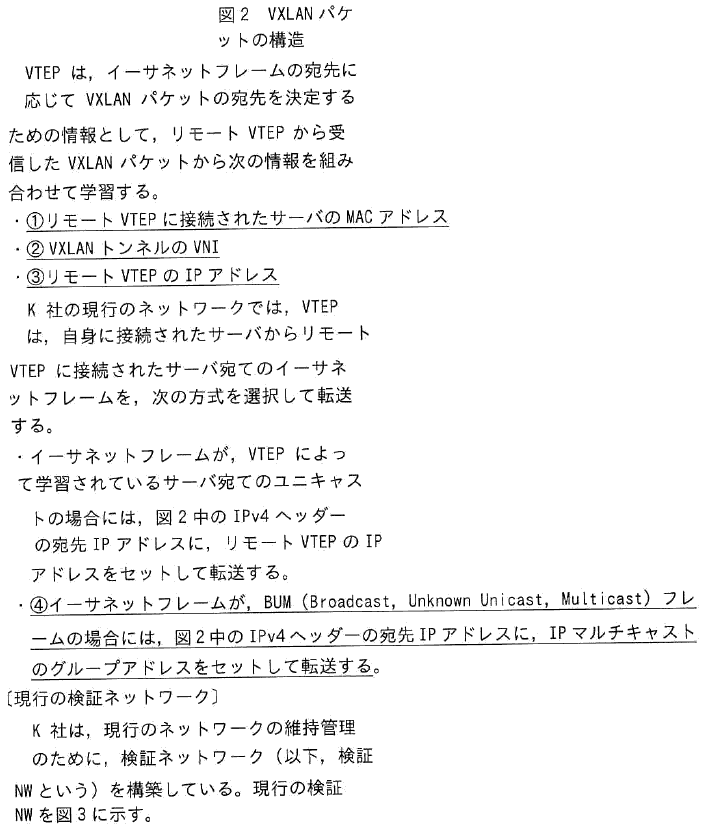 図2 VXLAN パケ
ットの構造
VTEP は，イーサネットフレームの宛先に
応じて VXLAN パケットの宛先を決定する
ための情報として，リモート VTEP から受
信した VXLAN パケットから次の情報を組み
合わせて学習する。
・①リモート VTEP に接続されたサーバの MAC アドレス
・② VXLAN トンネルの VNI
・③リモート VTEP の IP アドレス
K 社の現行のネットワークでは，VTEP
は，自身に接続されたサーバからリモート
VTEP に接続されたサーバ宛てのイーサネ
ットフレームを，次の方式を選択して転送
する。
・イーサネットフレームが，VTEP によっ
て学習されているサーバ宛てのユニキャス
トの場合には，図2中の IPv4 ヘッダー
の宛先 IP アドレスに，リモート VTEP の IP
アドレスをセットして転送する。
・④イーサネットフレームが，BUM（Broadcast, Unknown Unicast, Multicast）フレ
ームの場合には，図2中の IPv4 ヘッダーの宛先 IP アドレスに，IP マルチキャスト
のグループアドレスをセットして転送する。
〔現行の検証ネットワーク〕
K 社は，現行のネットワークの維持管理
のために，検証ネットワーク（以下，検証
NW という）を構築している。現行の検証
NW を図3に示す。